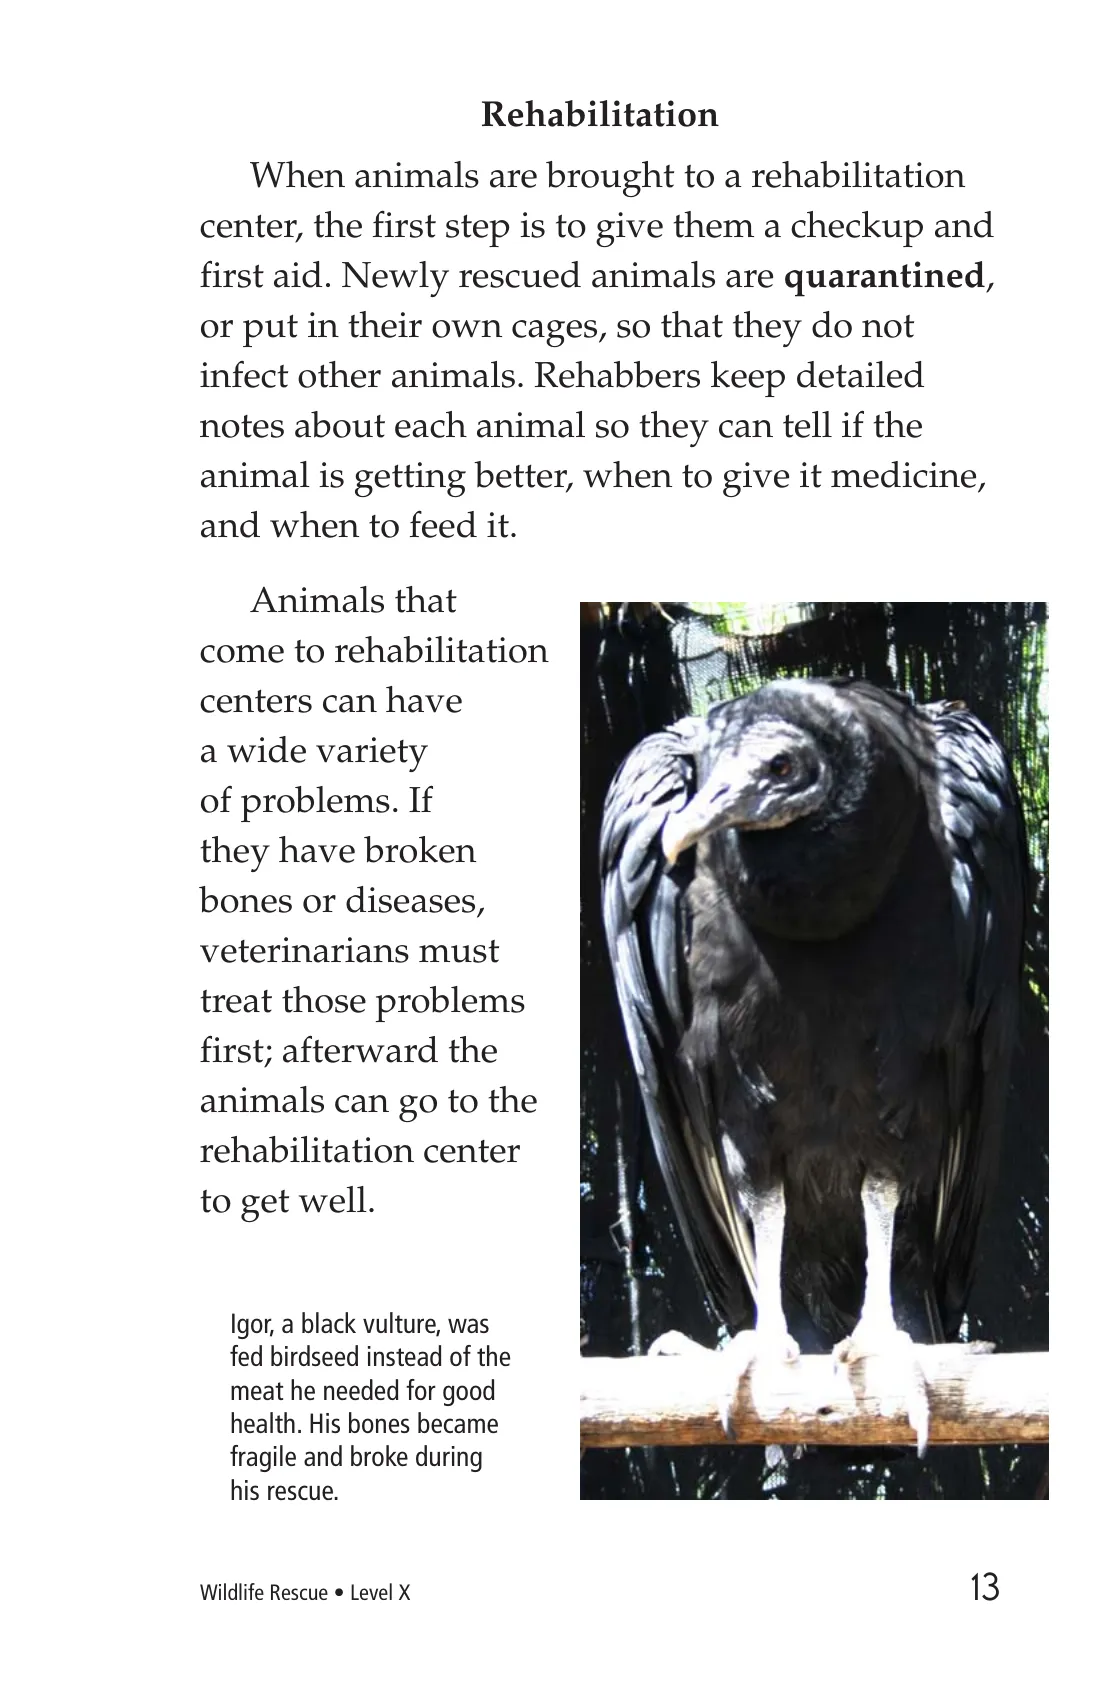 Rehabilitation
When animals are brought to a rehabilitation
center, the first step is to give them a checkup and
first aid. Newly rescued animals are quarantined,
or put in their own cages, so that they do not
infect other animals. Rehabbers keep detailed
notes about each animal so they can tell if the
animal is getting better, when to give it medicine,
and when to feed it.
Animals that
come to rehabilitation
centers can have
a wide variety
of problems. If
they have broken
bones or diseases,
veterinarians must
treat those problems
first; afterward the
animals can go to the
rehabilitation center
to get well.
Igor, a black vulture, was
fed birdseed instead of the
meat he needed for good
health. His bones became
fragile and broke during
his rescue.
Wildlife Rescue • Level X
13